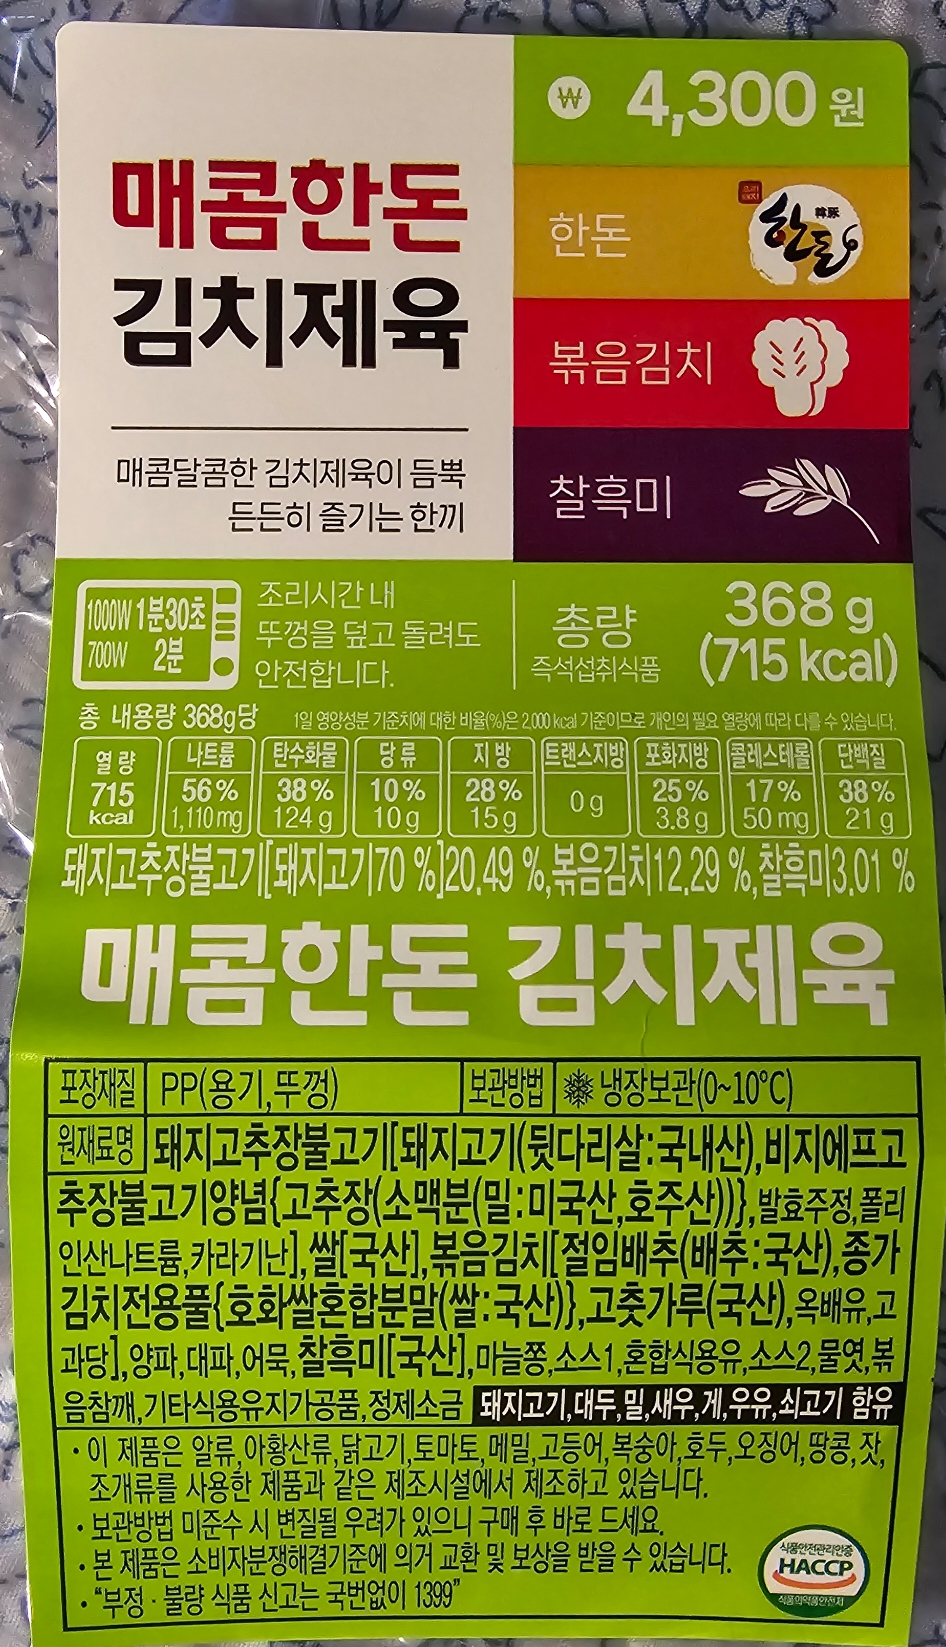 ₩ 4,300 원
매콤한돈
김치제육
매콤달콤한 김치제육이 듬뿍
든든히 즐기는 한끼
한돈
우리
돼지
韓豚
한돈
볶음김치
찰흑미
1000W 1분30초
700W 2분
조리시간 내
뚜껑을 덮고 돌려도
안전합니다.
총량
즉석섭취식품
368 g
(715 kcal)
총 내용량 368g당
1일 영양성분 기준치에 대한 비율(%)은 2,000 kcal 기준이므로 개인의 필요 열량에 따라 다를 수 있습니다.
열 량 나트륨 탄수화물 당 류 지 방 트랜스지방 포화지방 콜레스테롤 단백질
715 kcal 56 % 38 % 10 % 28 % 0 g 25 % 17 % 38 %
1,110 mg 124 g 10 g 15 g 3.8 g 50 mg 21 g
돼지고추장불고기[돼지고기70 %]20.49 %,볶음김치12.29 %,찰흑미3.01 %
매콤한돈 김치제육
포장재질 PP(용기,뚜껑) 보관방법 냉장보관(0~10℃)
원재료명 돼지고추장불고기[돼지고기(뒷다리살:국내산),비지에프고
추장불고기양념{고추장(소맥분(밀:미국산,호주산))},발효주정,폴리
인산나트륨,카라기난],쌀[국산],볶음김치[절임배추(배추:국산),종가
김치전용풀{호화쌀혼합분말(쌀:국산)},고춧가루(국산),옥배유,고
과당],양파,대파,어묵,찰흑미[국산],마늘쫑,소스1,혼합식용유,소스2,물엿,볶
음참깨,기타식용유지가공품,정제소금 돼지고기,대두,밀,새우,게,우유,쇠고기 함유
· 이 제품은 알류,아황산류,닭고기,토마토,메밀,고등어,복숭아,호두,오징어,땅콩,잣,
조개류를 사용한 제품과 같은 제조시설에서 제조하고 있습니다.
· 보관방법 미준수 시 변질될 우려가 있으니 구매 후 바로 드세요.
· 본 제품은 소비자분쟁해결기준에 의거 교환 및 보상을 받을 수 있습니다.
· "부정 · 불량 식품 신고는 국번없이 1399"
식품안전관리인증
HACCP
식품의약품안전처